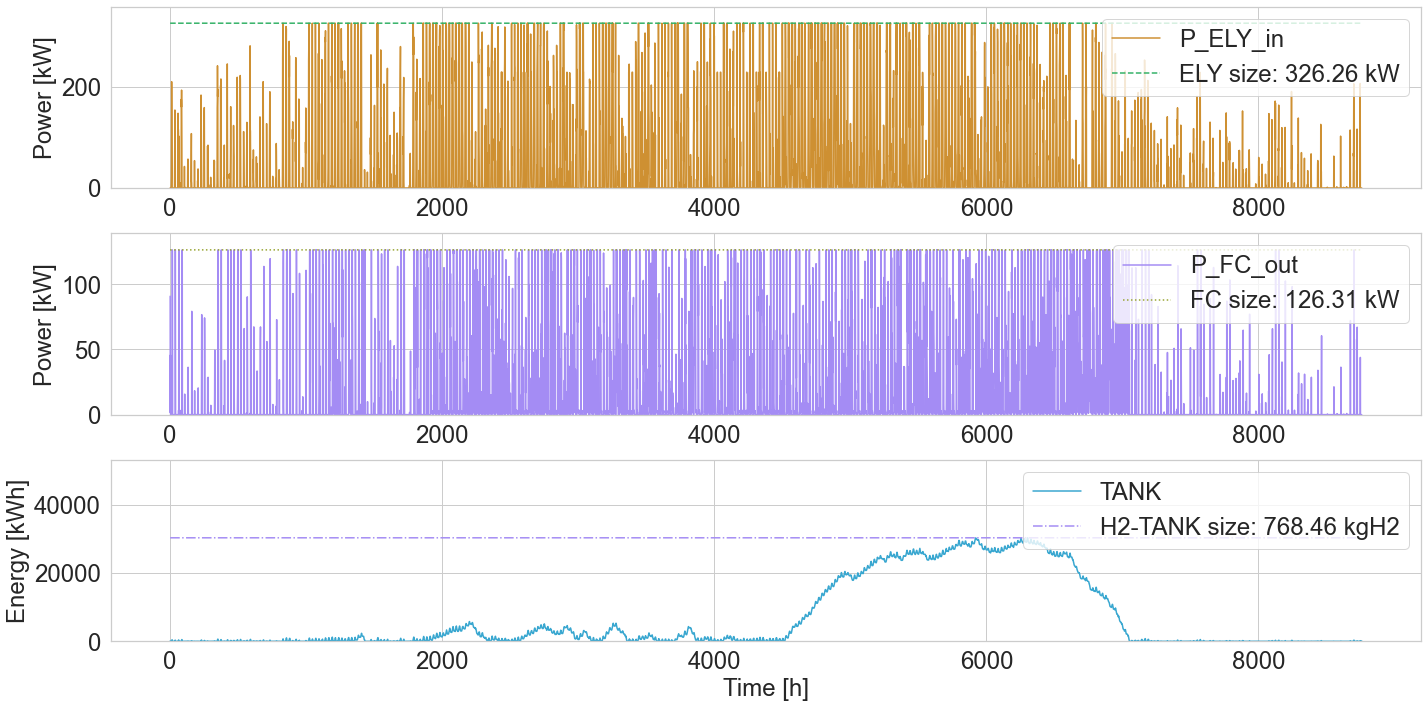 Power [kW]
200
0
P_ELY_in
ELY size: 326.26 kW
0 2000 4000 6000 8000
Power [kW]
100
50
0
P_FC_out
FC size: 126.31 kW
0 2000 4000 6000 8000
Energy [kWh]
40000
20000
0
TANK
H2-TANK size: 768.46 kgH2
0 2000 4000 6000 8000
Time [h]